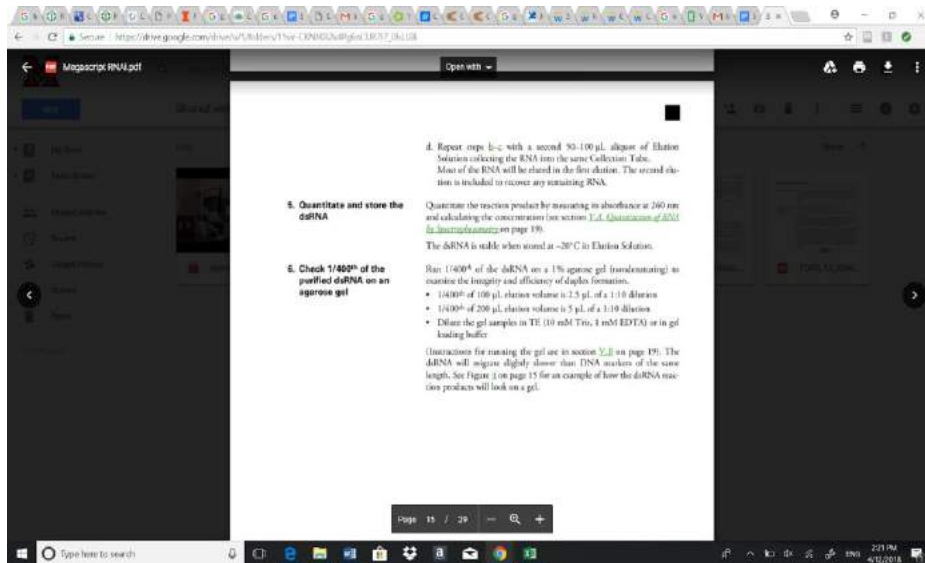 Secure https://drive.google.com/drive/u/1/folders/
Megascript RNAi.pdf
Open with
d. Repeat steps b–c with a second 50–100 µL aliquot of Elution
Solution collecting the RNA into the same Collection Tube.
Most of the RNA will be eluted in the first elution. The second elu-
tion is included to recover any remaining RNA.
5. Quantitate and store the
dsRNA
Quantitate the reaction product by measuring its absorbance at 260 nm
and calculating the concentration (see section V.A. Quantitation of RNA
by Spectrophotometry on page 19).
The dsRNA is stable when stored at –20°C in Elution Solution.
6. Check 1/400th of the
purified dsRNA on an
agarose gel
Run 1/400th of the dsRNA on a 1% agarose gel (nondenaturing) to
examine the integrity and efficiency of duplex formation.
• 1/400th of 100 µL elution volume is 2.5 µL of a 1:10 dilution
• 1/400th of 200 µL elution volume is 5 µL of a 1:10 dilution
• Dilute the gel samples in TE (10 mM Tris, 1 mM EDTA) or in gel
loading buffer
(Instructions for running the gel are in section V.B on page 19). The
dsRNA will migrate slightly slower than DNA markers of the same
length. See Figure 3 on page 15 for an example of how the dsRNA reac-
tion products will look on a gel.
Page 15 / 29
Type here to search
ENG
2:21 PM
4/12/2018